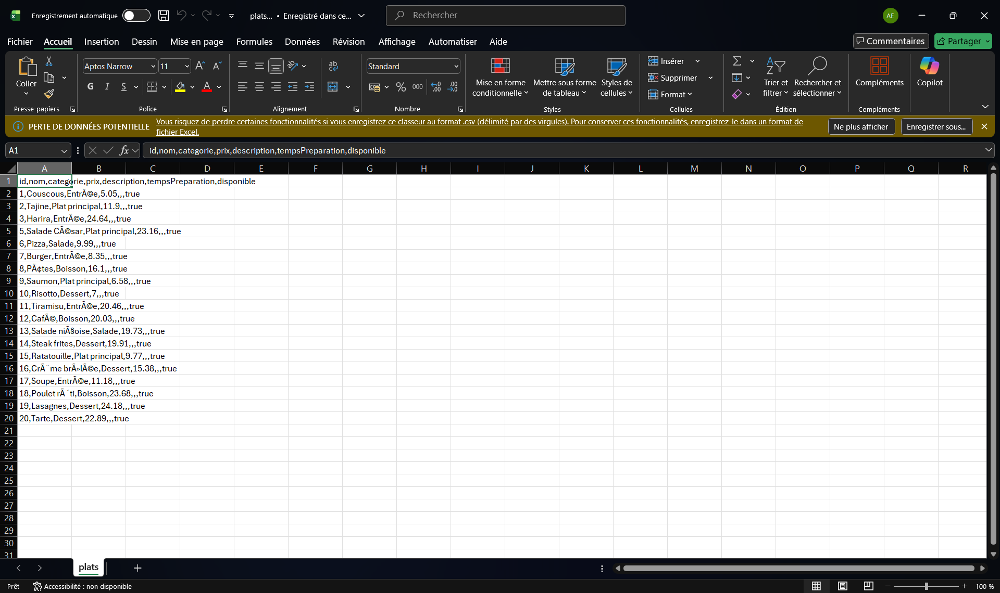 Enregistrement automatique
plats... • Enregistré dans ce...
Rechercher
AE
Fichier Accueil Insertion Dessin Mise en page Formules Données Révision Affichage Automatiser Aide
Commentaires Partager
Coller
Presse-papiers
Aptos Narrow 11
G I S
Police
Alignement
Standard
% 000
Nombre
Mise en forme conditionnelle
Mettre sous forme de tableau
Styles de cellules
Styles
Insérer
Supprimer
Format
Cellules
Trier et filtrer
Rechercher et sélectionner
Édition
Compléments
Compléments
Copilot
PERTE DE DONNÉES POTENTIELLE
Vous risquez de perdre certaines fonctionnalités si vous enregistrez ce classeur au format .csv (délimité par des virgules). Pour conserver ces fonctionnalités, enregistrez-le dans un format de
fichier Excel.
Ne plus afficher
Enregistrer sous...
A1
fx
id,nom,categorie,prix,description,tempsPreparation,disponible
A B C D E F G H I J K L M N O P Q R
1 id,nom,categorie,prix,description,tempsPreparation,disponible
2 1,Couscous,EntrÃ©e,5.05,,,true
3 2,Tajine,Plat principal,11.9,,,true
4 3,Harira,EntrÃ©e,24.64,,,true
5 5,Salade CÃ©sar,Plat principal,23.16,,,true
6 6,Pizza,Salade,9.99,,,true
7 7,Burger,EntrÃ©e,8.35,,,true
8 8,PÃ¢tes,Boisson,16.1,,,true
9 9,Saumon,Plat principal,6.58,,,true
10 10,Risotto,Dessert,7,,,true
11 11,Tiramisu,EntrÃ©e,20.46,,,true
12 12,CafÃ©,Boisson,20.03,,,true
13 13,Salade niÃ§oise,Salade,19.73,,,true
14 14,Steak frites,Dessert,19.91,,,true
15 15,Ratatouille,Plat principal,9.77,,,true
16 16,CrÃ¨me brÃ»lÃ©e,Dessert,15.38,,,true
17 17,Soupe,EntrÃ©e,11.18,,,true
18 18,Poulet rÃ´ti,Boisson,23.68,,,true
19 19,Lasagnes,Dessert,24.18,,,true
20 20,Tarte,Dessert,22.89,,,true
21
22
23
24
25
26
27
28
29
30
31
plats
Prêt
Accessibilité : non disponible
100 %